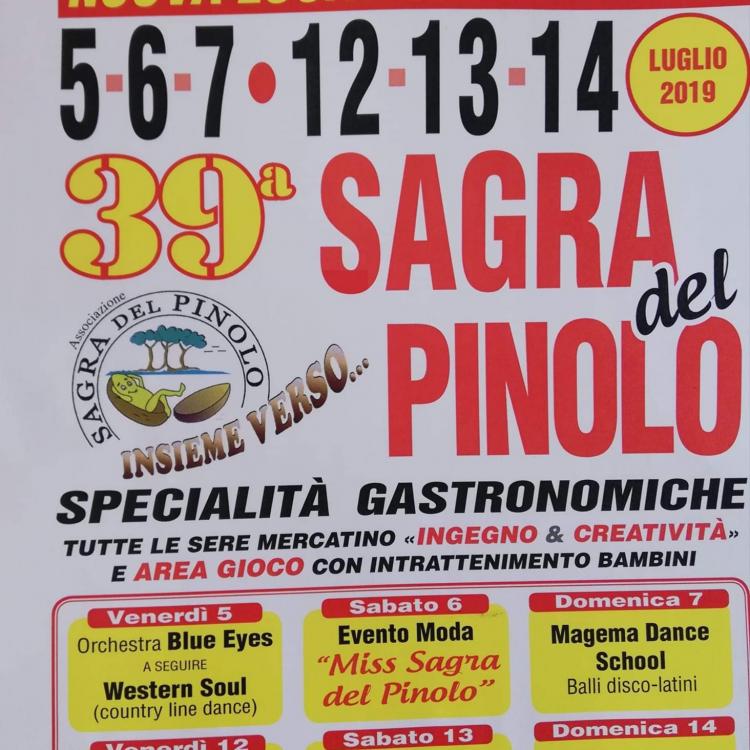 5-6-7•12-13-14
LUGLIO
2019
39ª SAGRA
del
PINOLO
Associazione
SAGRA DEL PINOLO
INSIEME VERSO...
SPECIALITÀ GASTRONOMICHE
TUTTE LE SERE MERCATINO «INGEGNO & CREATIVITÀ»
E AREA GIOCO CON INTRATTENIMENTO BAMBINI
Venerdì 5
Orchestra Blue Eyes
A SEGUIRE
Western Soul
(country line dance)
Sabato 6
Evento Moda
“Miss Sagra
del Pinolo”
Domenica 7
Magema Dance
School
Balli disco-latini
Venerdì 12
Sabato 13
Domenica 14